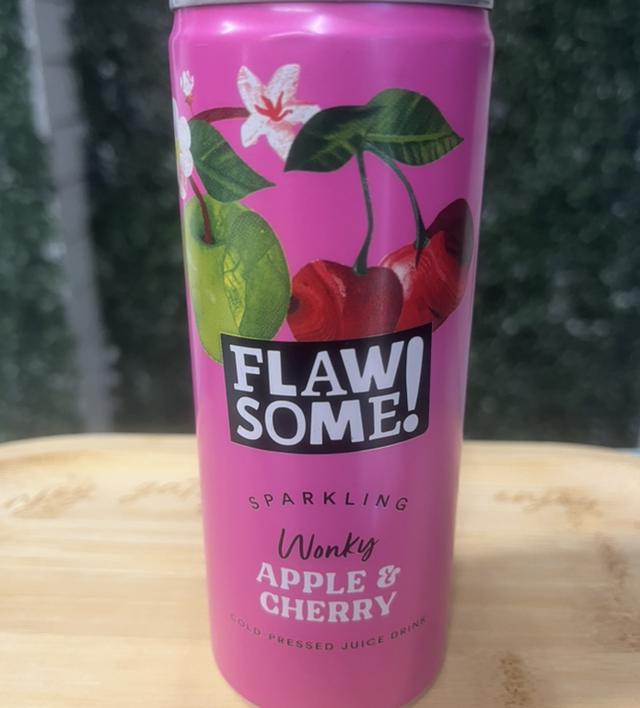 FLAW
SOME!
SPARKLING
Wonky
APPLE &
CHERRY
COLD PRESSED JUICE DRINK